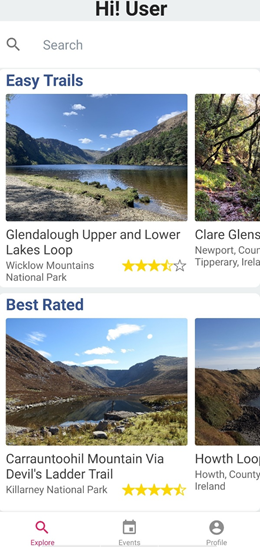 Hi! User
Search
Easy Trails
Glendalough Upper and Lower
Lakes Loop
Wicklow Mountains
National Park
Clare Glens
Newport, Coun
Tipperary, Irela
Best Rated
Carrauntoohil Mountain Via
Devil's Ladder Trail
Killarney National Park
Howth Loop
Howth, County
Ireland
Explore
Events
Profile